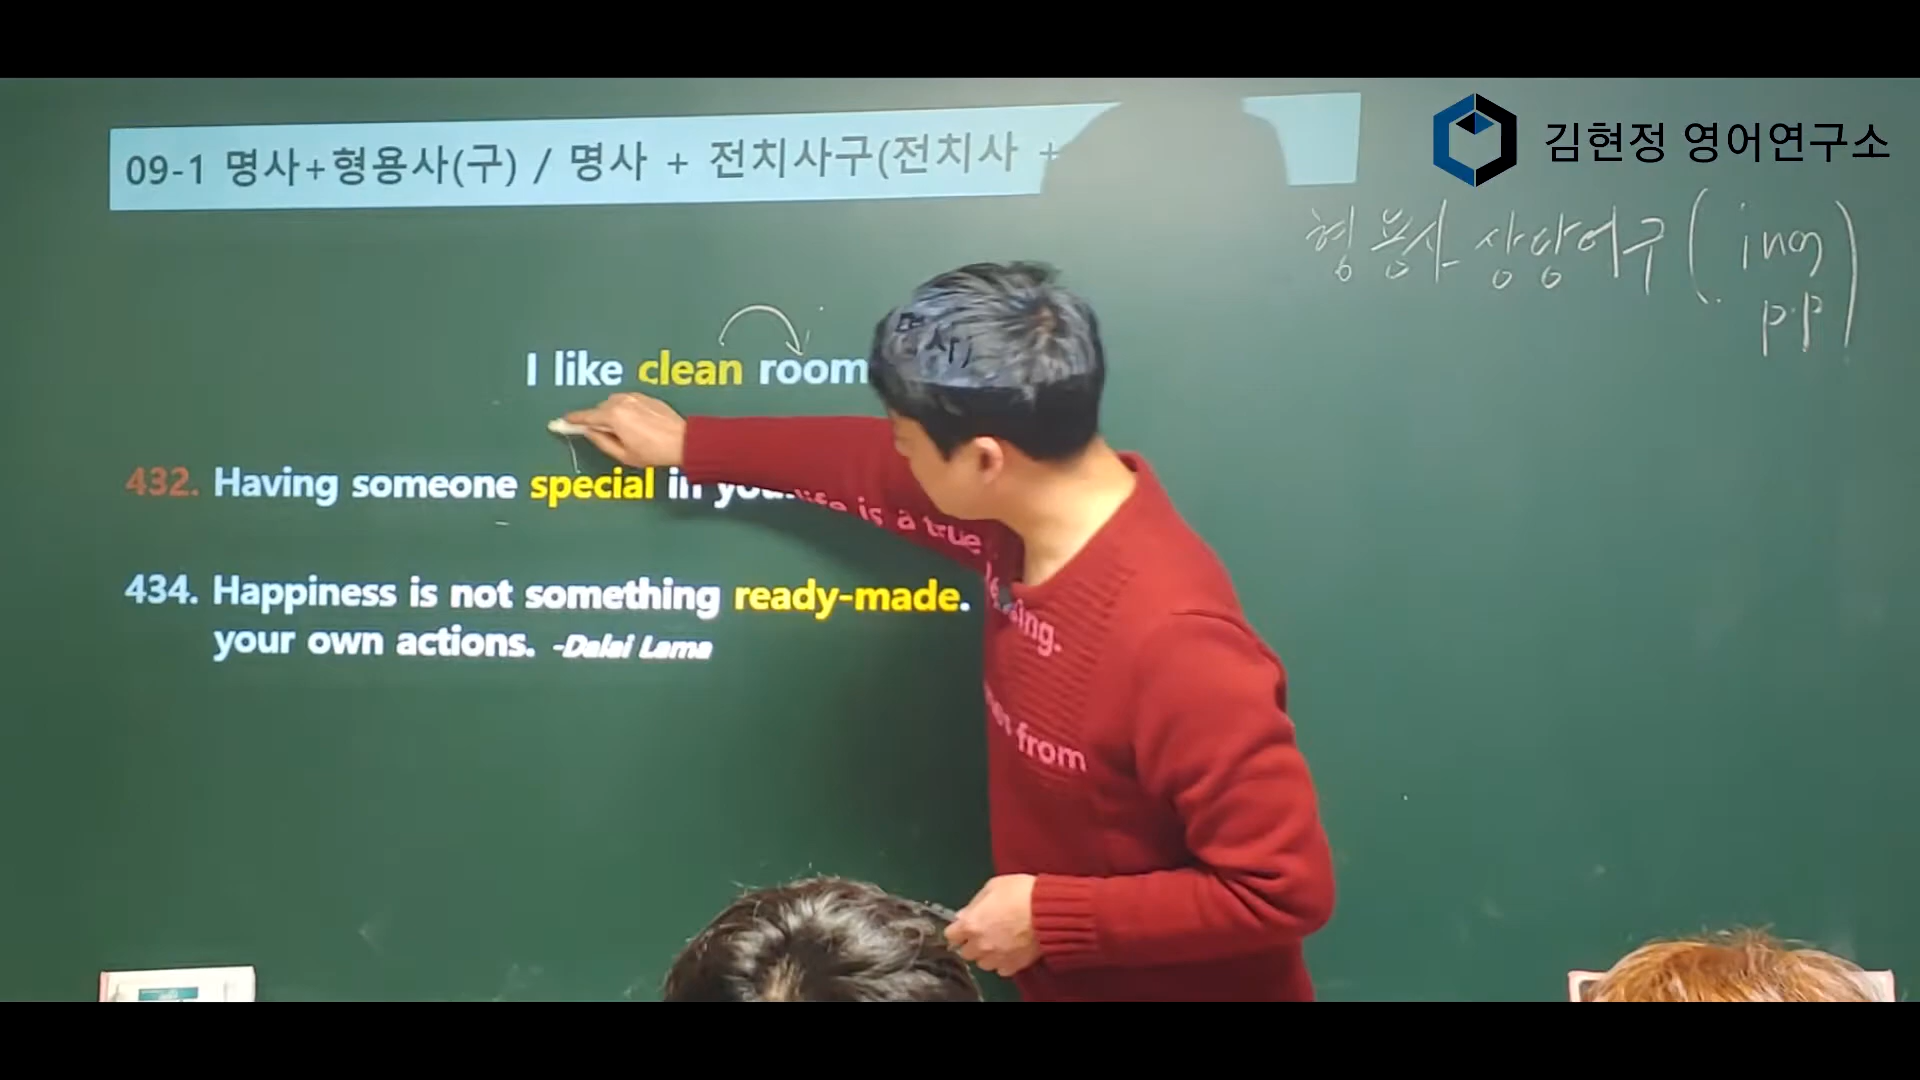 김현정 영어연구소
09-1 명사+형용사(구) / 명사 + 전치사구(전치사 +
형용사 상당어구 ( ing
p.p )
I like clean room
432. Having someone special in your life is a true
blessing.
434. Happiness is not something ready-made.
from
your own actions. -Dalai Lama